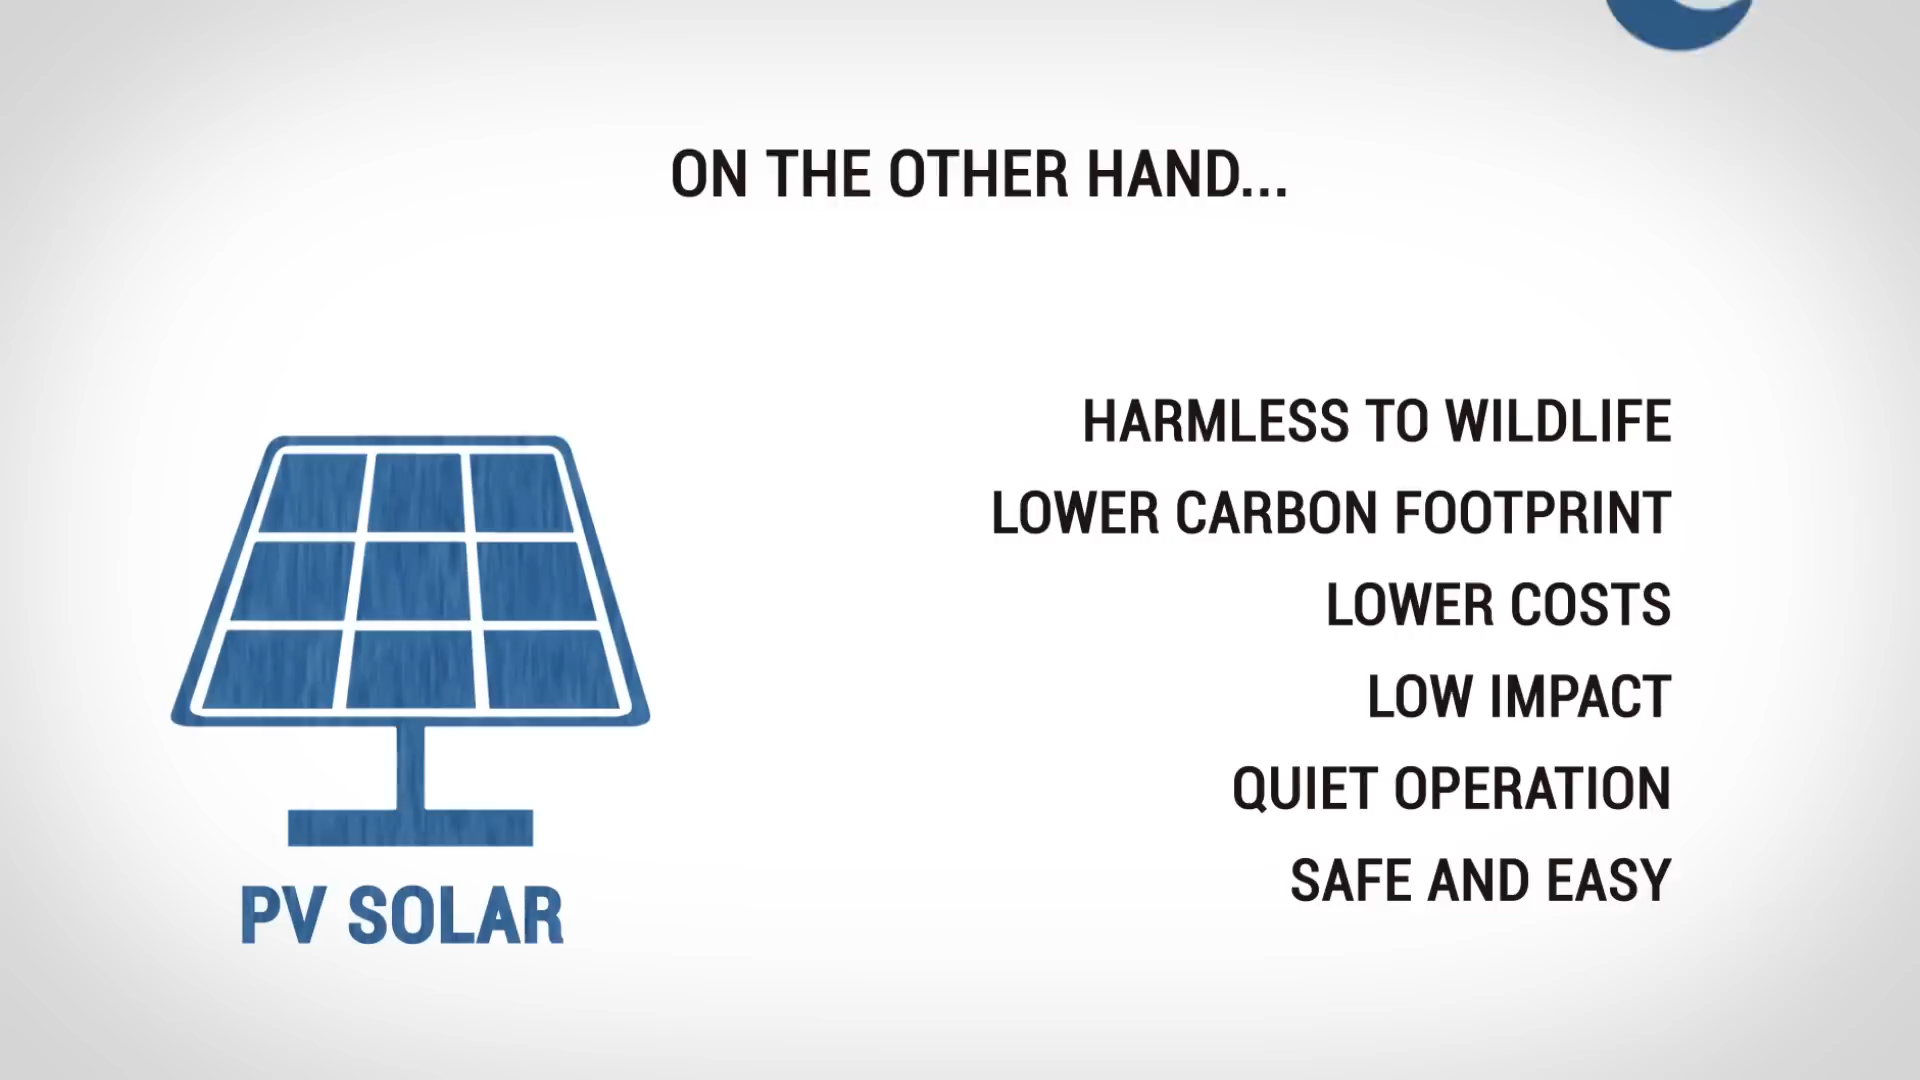 ON THE OTHER HAND...
HARMLESS TO WILDLIFE
LOWER CARBON FOOTPRINT
LOWER COSTS
LOW IMPACT
QUIET OPERATION
SAFE AND EASY
PV SOLAR